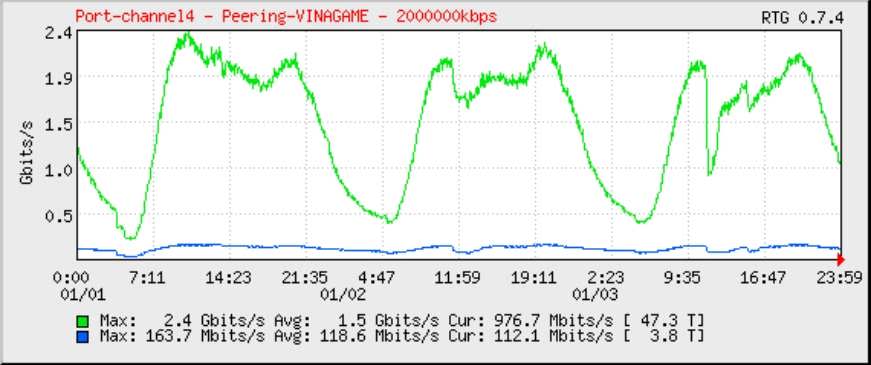 Port-channel4 - Peering-VINAGAME - 2000000kbps
RTG 0.7.4
Gbits/s
2.4
1.9
1.5
1.0
0.5
0:00 7:11 14:23 21:35 4:47 11:59 19:11 2:23 9:35 16:47 23:59
01/01 01/02 01/03
Max: 2.4 Gbits/s Avg: 1.5 Gbits/s Cur: 976.7 Mbits/s [ 47.3 T]
Max: 163.7 Mbits/s Avg: 118.6 Mbits/s Cur: 112.1 Mbits/s [ 3.8 T]